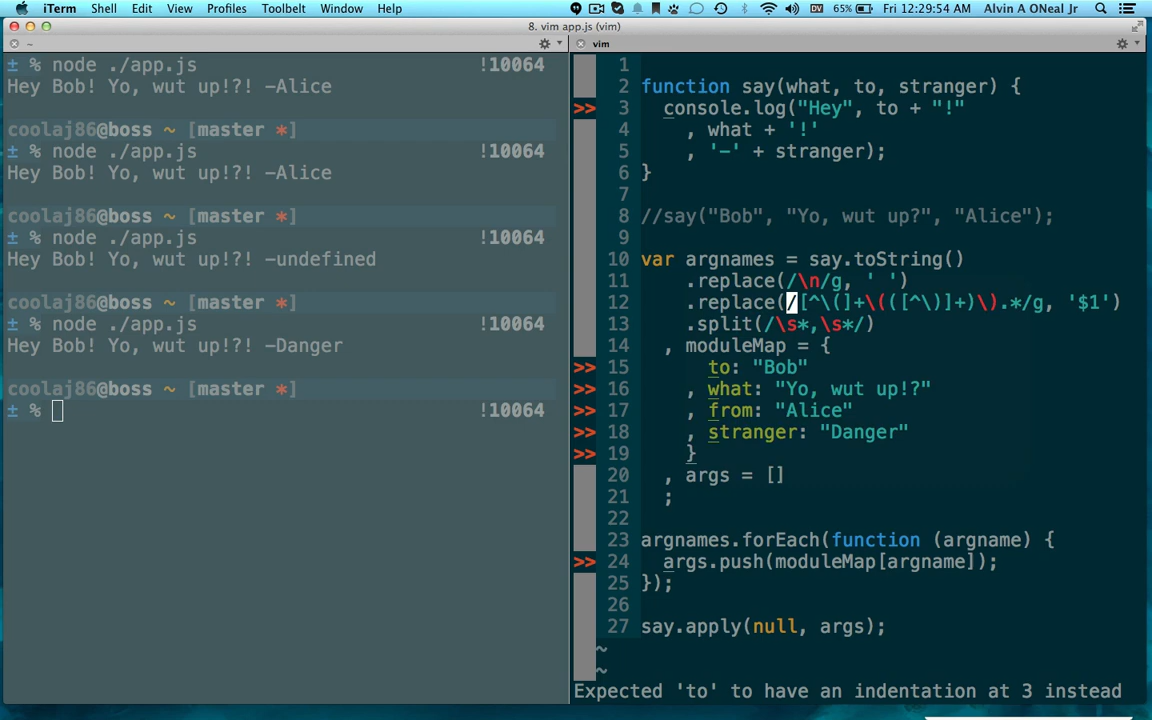 iTerm Shell Edit View Profiles Toolbelt Window Help 65% Fri 12:29:54 AM Alvin A ONeal Jr
8. vim app.js (vim)
~
± % node ./app.js !10064
Hey Bob! Yo, wut up!?! -Alice
coolaj86@boss ~ [master *]
± % node ./app.js !10064
Hey Bob! Yo, wut up!?! -Alice
coolaj86@boss ~ [master *]
± % node ./app.js !10064
Hey Bob! Yo, wut up!?! -undefined
coolaj86@boss ~ [master *]
± % node ./app.js !10064
Hey Bob! Yo, wut up!?! -Danger
coolaj86@boss ~ [master *]
± % !10064
vim
1
2 function say(what, to, stranger) {
>> 3 console.log("Hey", to + "!"
4 , what + '!'
5 , '-' + stranger);
6 }
7
8 //say("Bob", "Yo, wut up?", "Alice");
9
10 var argnames = say.toString()
11 .replace(/\n/g, ' ')
12 .replace(/[^\(]+\(([^\)]+)\).*/g, '$1')
13 .split(/\s*,\s*/)
14 , moduleMap = {
>> 15 to: "Bob"
>> 16 , what: "Yo, wut up!?"
>> 17 , from: "Alice"
>> 18 , stranger: "Danger"
>> 19 }
20 , args = []
21 ;
22
23 argnames.forEach(function (argname) {
>> 24 args.push(moduleMap[argname]);
25 });
26
27 say.apply(null, args);
~
~
Expected 'to' to have an indentation at 3 instead